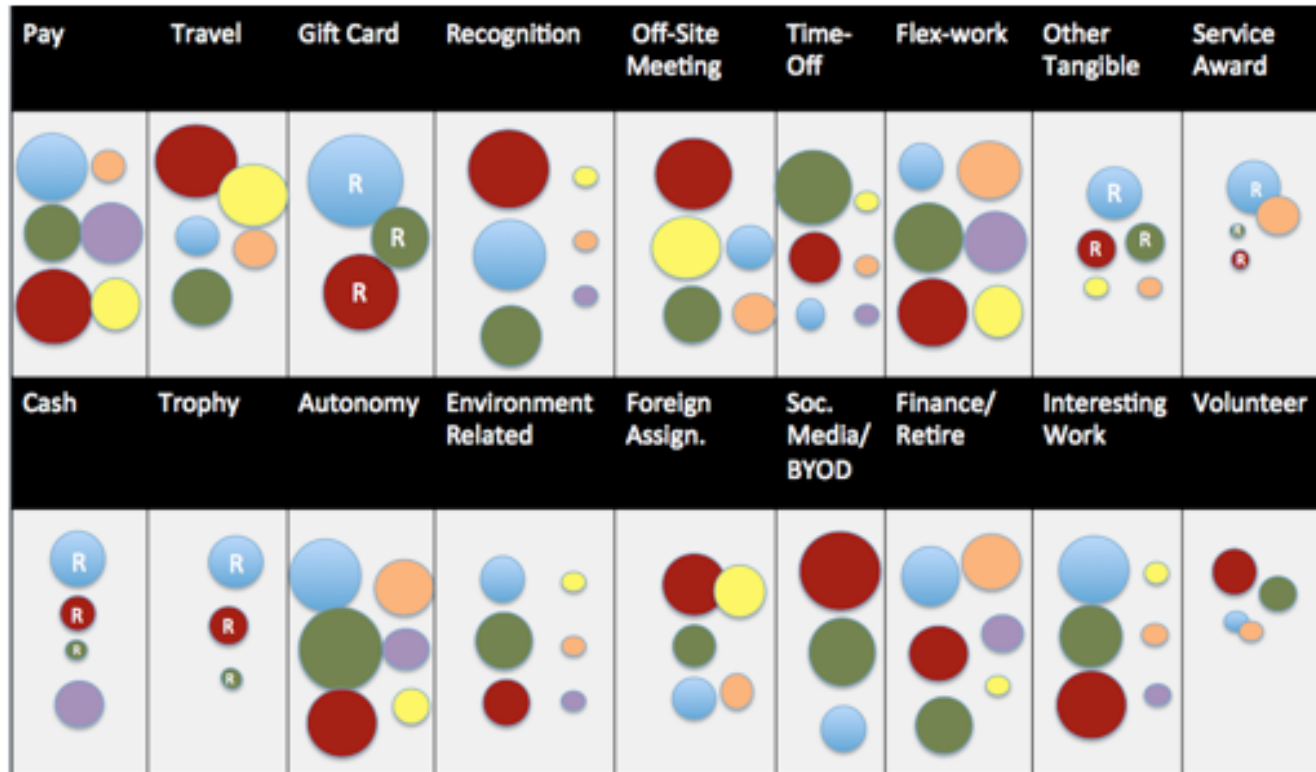 Pay Travel Gift Card Recognition Off-Site Time- Flex-work Other Service
Meeting Off Tangible Award
R
R
R
R
R
R
R
R
R
Cash Trophy Autonomy Environment Foreign Soc. Finance/ Interesting Volunteer
Related Assign. Media/ Retire Work
BYOD
R
R
R
R
R
R